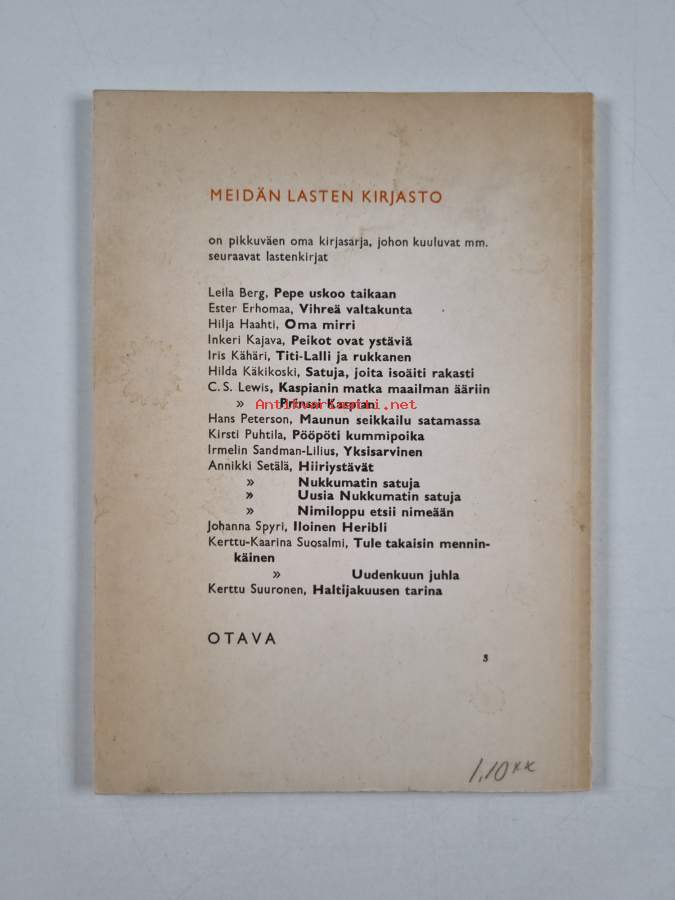 MEIDÄN LASTEN KIRJASTO
on pikkuväen oma kirjasarja, johon kuuluvat mm.
seuraavat lastenkirjat
Leila Berg, Pepe uskoo taikaan
Ester Erhomaa, Vihreä valtakunta
Hilja Haahti, Oma mirri
Inkeri Kajava, Peikot ovat ystäviä
Iris Kähäri, Titi-Lalli ja rukkanen
Hilda Käkikoski, Satuja, joita isoäiti rakasti
C. S. Lewis, Kaspianin matka maailman ääriin
» Prinssi Kaspian
Antikvariaatti.net
Hans Peterson, Maunun seikkailu satamassa
Kirsti Puhtila, Pööpöti kummipoika
Irmelin Sandman-Lilius, Yksisarvinen
Annikki Setälä, Hiiriystävät
» Nukkumatin satuja
» Uusia Nukkumatin satuja
» Nimiloppu etsii nimeään
Johanna Spyri, Iloinen Heribli
Kerttu-Kaarina Suosalmi, Tule takaisin mennin-
käinen
» Uudenkuun juhla
Kerttu Suuronen, Haltijakuusen tarina
OTAVA
1,10xx